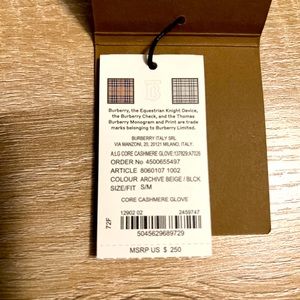 Burberry, the Equestrian Knight Device,
the Burberry Check, and the Thomas
Burberry Monogram and Print are trade
marks belonging to Burberry Limited.
BURBERRY ITALY SRL
VIA MANZONI, 20, 20121 MILANO, ITALY.
A:LG CORE CASHMERE GLOVE:137829:A7028
ORDER No 4500655497
ARTICLE 8060107 1002
COLOUR ARCHIVE BEIGE / BLCK
SIZE/FIT S/M
CORE CASHMERE GLOVE
72F
12902 02 2459747
5045629689729
MSRP US $ 250